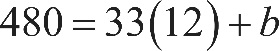 480 = 33(12) + b